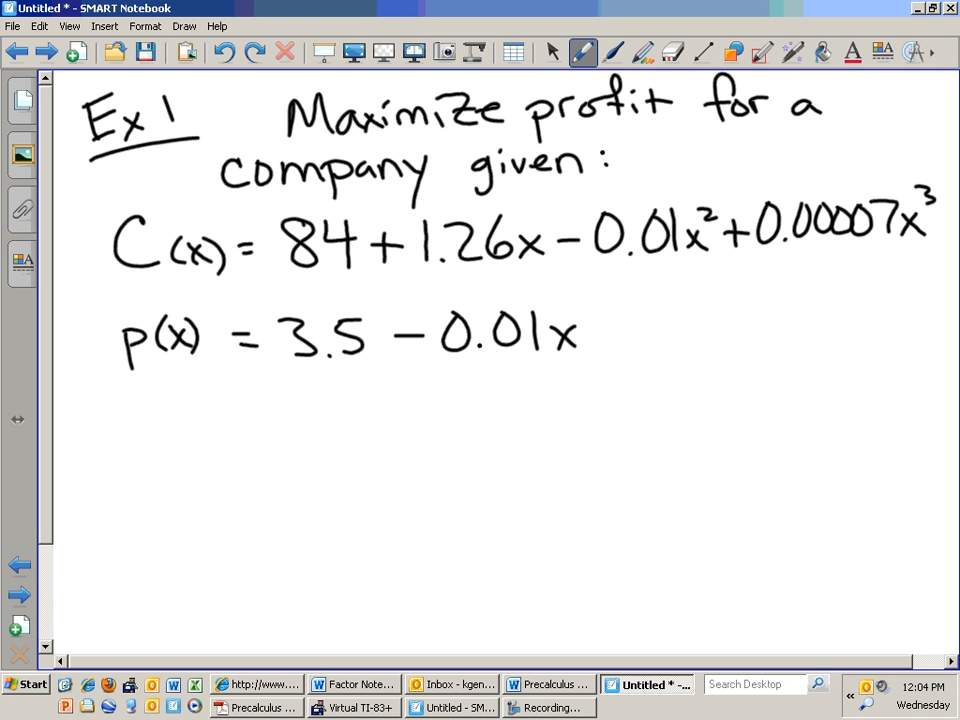 Untitled * - SMART Notebook
File Edit View Insert Format Draw Help
Ex 1 Maximize profit for a
company given:
C(x) = 84 + 1.26x - 0.01x² + 0.00007x³
p(x) = 3.5 - 0.01x
Start http://www.... Factor Note... Inbox - kgen... Precalculus ... Untitled * -... Search Desktop 12:04 PM
Precalculus ... Virtual TI-83+ Untitled - SM... Recording... Wednesday